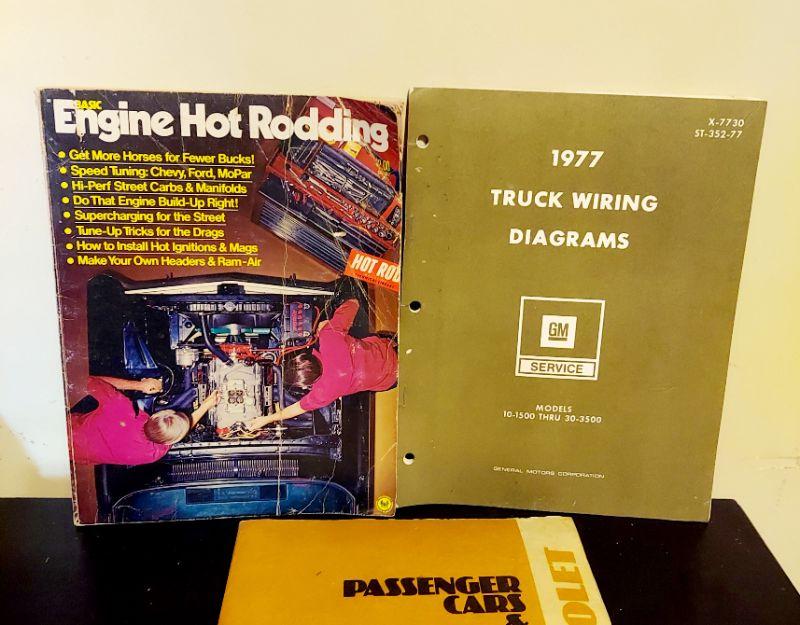 BASIC
Engine Hot Rodding
$2.00
• Get More Horses for Fewer Bucks!
• Speed Tuning: Chevy, Ford, MoPar
• Hi-Perf Street Carbs & Manifolds
• Do That Engine Build-Up Right!
• Supercharging for the Street
• Tune-Up Tricks for the Drags
• How to Install Hot Ignitions & Mags
• Make Your Own Headers & Ram-Air
HOT ROD
X-7730
ST-352-77
1977
TRUCK WIRING
DIAGRAMS
GM
SERVICE
MODELS
10-1500 THRU 30-3500
GENERAL MOTORS CORPORATION
PASSENGER
CARS
&
OLET